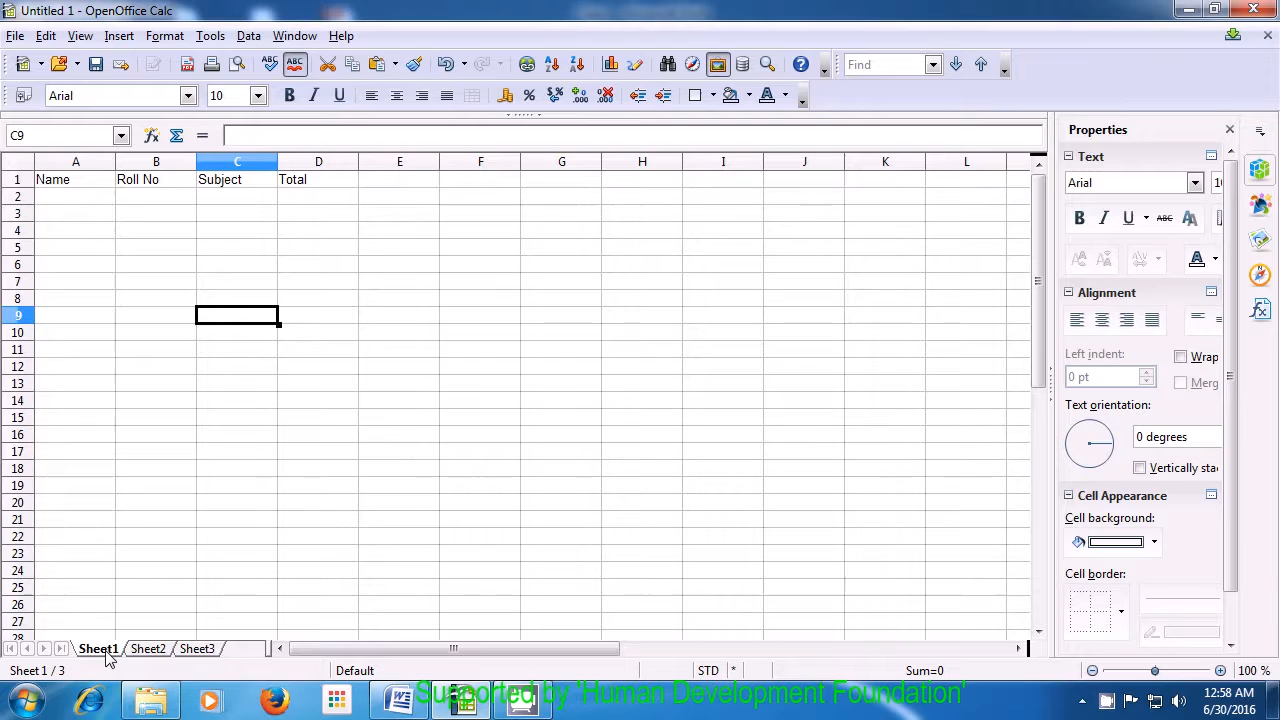 Untitled 1 - OpenOffice Calc
File Edit View Insert Format Tools Data Window Help
Find
Arial 10
C9
A B C D E F G H I J K L
1 Name Roll No Subject Total
2
3
4
5
6
7
8
9
10
11
12
13
14
15
16
17
18
19
20
21
22
23
24
25
26
27
28
Properties
Text
Arial
Alignment
Left indent:
Wrap
0 pt
Merg
Text orientation:
0 degrees
Vertically sta
Cell Appearance
Cell background:
Cell border:
Sheet1 Sheet2 Sheet3
Sheet 1 / 3 Default STD * Sum=0 100 %
Supported by 'Human Development Foundation'
12:58 AM
6/30/2016